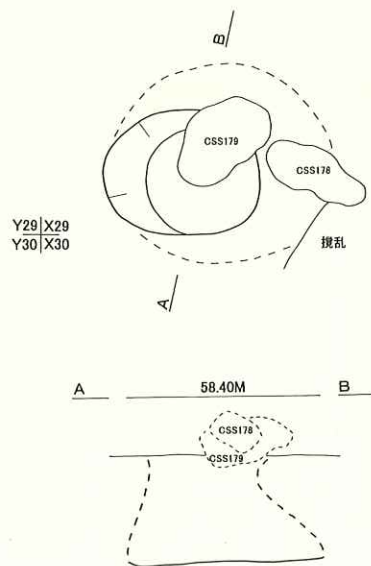 B
CSS179
CSS178
Y29 X29
Y30 X30
撹乱
A
A 58.40M B
CSS178
CSS179